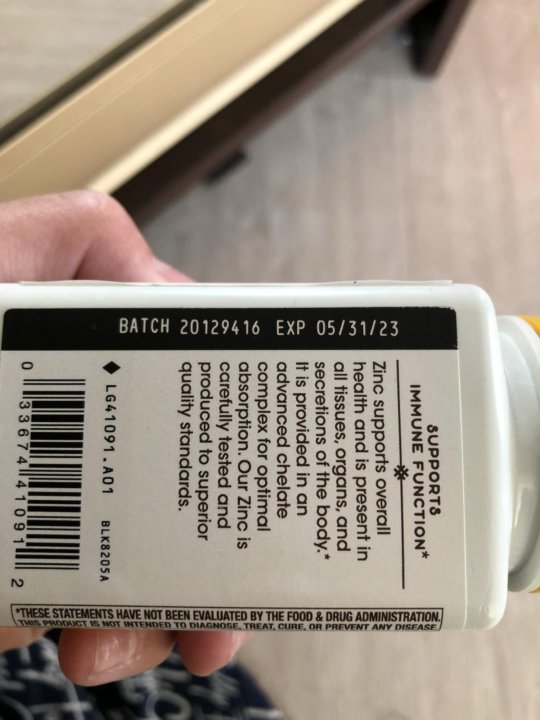 BATCH 20129416 EXP 05/31/23
SUPPORTS
IMMUNE FUNCTION*
Zinc supports overall
health and is present in
all tissues, organs, and
secretions of the body.*
It is provided in an
advanced chelate
complex for optimal
absorption. Our Zinc is
carefully tested and
produced to superior
quality standards.
LG41091.A01 BLK8205A
0 33674 41091 2
*THESE STATEMENTS HAVE NOT BEEN EVALUATED BY THE FOOD & DRUG ADMINISTRATION.
THIS PRODUCT IS NOT INTENDED TO DIAGNOSE, TREAT, CURE, OR PREVENT ANY DISEASE.